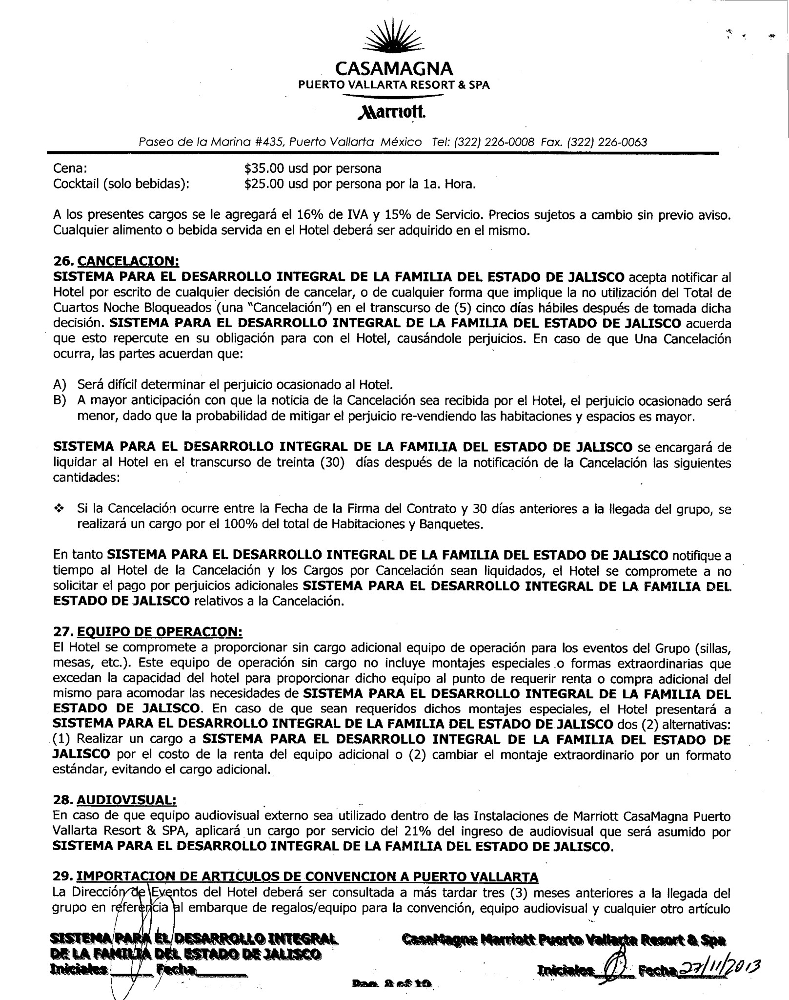 CASAMAGNA
PUERTO VALLARTA RESORT & SPA
Marriott.
Paseo de la Marina #435, Puerto Vallarta México Tel: (322) 226-0008 Fax. (322) 226-0063
Cena: $35.00 usd por persona
Cocktail (solo bebidas): $25.00 usd por persona por la 1a. Hora.
A los presentes cargos se le agregará el 16% de IVA y 15% de Servicio. Precios sujetos a cambio sin previo aviso.
Cualquier alimento o bebida servida en el Hotel deberá ser adquirido en el mismo.
26. CANCELACION:
SISTEMA PARA EL DESARROLLO INTEGRAL DE LA FAMILIA DEL ESTADO DE JALISCO acepta notificar al
Hotel por escrito de cualquier decisión de cancelar, o de cualquier forma que implique la no utilización del Total de
Cuartos Noche Bloqueados (una "Cancelación") en el transcurso de (5) cinco días hábiles después de tomada dicha
decisión. SISTEMA PARA EL DESARROLLO INTEGRAL DE LA FAMILIA DEL ESTADO DE JALISCO acuerda
que esto repercute en su obligación para con el Hotel, causándole perjuicios. En caso de que Una Cancelación
ocurra, las partes acuerdan que:
A) Será difícil determinar el perjuicio ocasionado al Hotel.
B) A mayor anticipación con que la noticia de la Cancelación sea recibida por el Hotel, el perjuicio ocasionado será
menor, dado que la probabilidad de mitigar el perjuicio re-vendiendo las habitaciones y espacios es mayor.
SISTEMA PARA EL DESARROLLO INTEGRAL DE LA FAMILIA DEL ESTADO DE JALISCO se encargará de
liquidar al Hotel en el transcurso de treinta (30) días después de la notificación de la Cancelación las siguientes
cantidades:
❖ Si la Cancelación ocurre entre la Fecha de la Firma del Contrato y 30 días anteriores a la llegada del grupo, se
realizará un cargo por el 100% del total de Habitaciones y Banquetes.
En tanto SISTEMA PARA EL DESARROLLO INTEGRAL DE LA FAMILIA DEL ESTADO DE JALISCO notifique a
tiempo al Hotel de la Cancelación y los Cargos por Cancelación sean liquidados, el Hotel se compromete a no
solicitar el pago por perjuicios adicionales SISTEMA PARA EL DESARROLLO INTEGRAL DE LA FAMILIA DEL
ESTADO DE JALISCO relativos a la Cancelación.
27. EQUIPO DE OPERACION:
El Hotel se compromete a proporcionar sin cargo adicional equipo de operación para los eventos del Grupo (sillas,
mesas, etc.). Este equipo de operación sin cargo no incluye montajes especiales o formas extraordinarias que
excedan la capacidad del hotel para proporcionar dicho equipo al punto de requerir renta o compra adicional del
mismo para acomodar las necesidades de SISTEMA PARA EL DESARROLLO INTEGRAL DE LA FAMILIA DEL
ESTADO DE JALISCO. En caso de que sean requeridos dichos montajes especiales, el Hotel presentará a
SISTEMA PARA EL DESARROLLO INTEGRAL DE LA FAMILIA DEL ESTADO DE JALISCO dos (2) alternativas:
(1) Realizar un cargo a SISTEMA PARA EL DESARROLLO INTEGRAL DE LA FAMILIA DEL ESTADO DE
JALISCO por el costo de la renta del equipo adicional o (2) cambiar el montaje extraordinario por un formato
estándar, evitando el cargo adicional.
28. AUDIOVISUAL:
En caso de que equipo audiovisual externo sea utilizado dentro de las Instalaciones de Marriott CasaMagna Puerto
Vallarta Resort & SPA, aplicará un cargo por servicio del 21% del ingreso de audiovisual que será asumido por
SISTEMA PARA EL DESARROLLO INTEGRAL DE LA FAMILIA DEL ESTADO DE JALISCO.
29. IMPORTACION DE ARTICULOS DE CONVENCION A PUERTO VALLARTA
La Dirección de Eventos del Hotel deberá ser consultada a más tardar tres (3) meses anteriores a la llegada del
grupo en referencia al embarque de regalos/equipo para la convención, equipo audiovisual y cualquier otro artículo
SISTEMA PARA EL DESARROLLO INTEGRAL CasaMagna Marriott Puerto Vallarta Resort & Spa
DE LA FAMILIA DEL ESTADO DE JALISCO
Iniciales Fecha Iniciales Fecha 27/11/2013
Pag. of 10